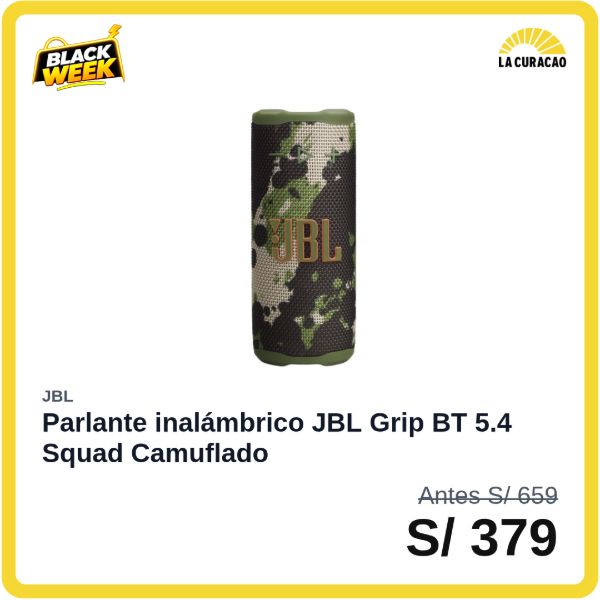 BLACK
WEEK
LA CURACAO
JBL
JBL
Parlante inalámbrico JBL Grip BT 5.4
Squad Camuflado
Antes S/ 659
S/ 379